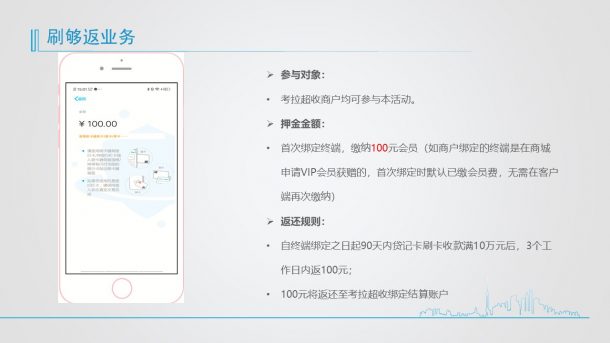 刷够返业务
¥ 100.00
➢ 参与对象：
• 考拉超收商户均可参与本活动。
➢ 押金金额：
• 首次绑定终端，缴纳100元会员（如商户绑定的终端是在商城
申请VIP会员获赠的，首次绑定时默认已缴会员费，无需在客户
端再次缴纳）
➢ 返还规则：
• 自终端绑定之日起90天内贷记卡刷卡收款满10万元后，3个工
作日内返100元；
• 100元将返还至考拉超收绑定结算账户